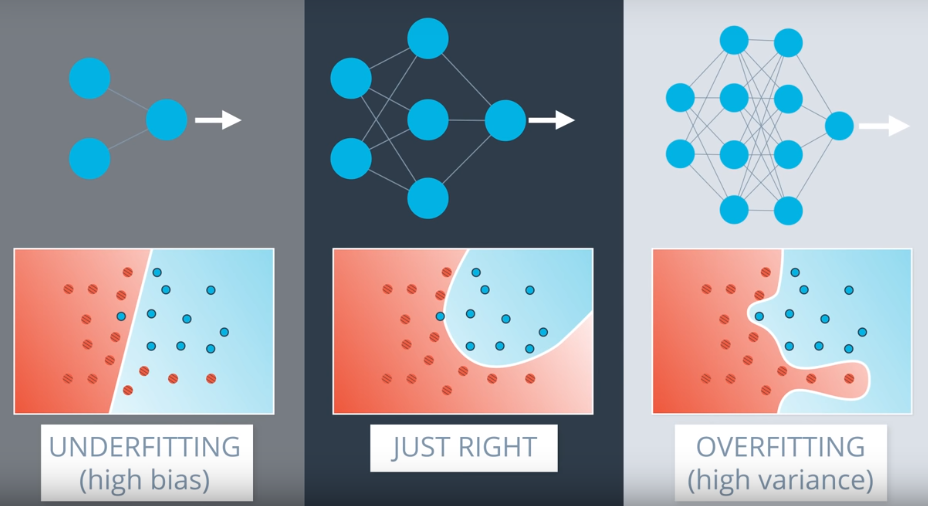 UNDERFITTING
(high bias)
JUST RIGHT
OVERFITTING
(high variance)